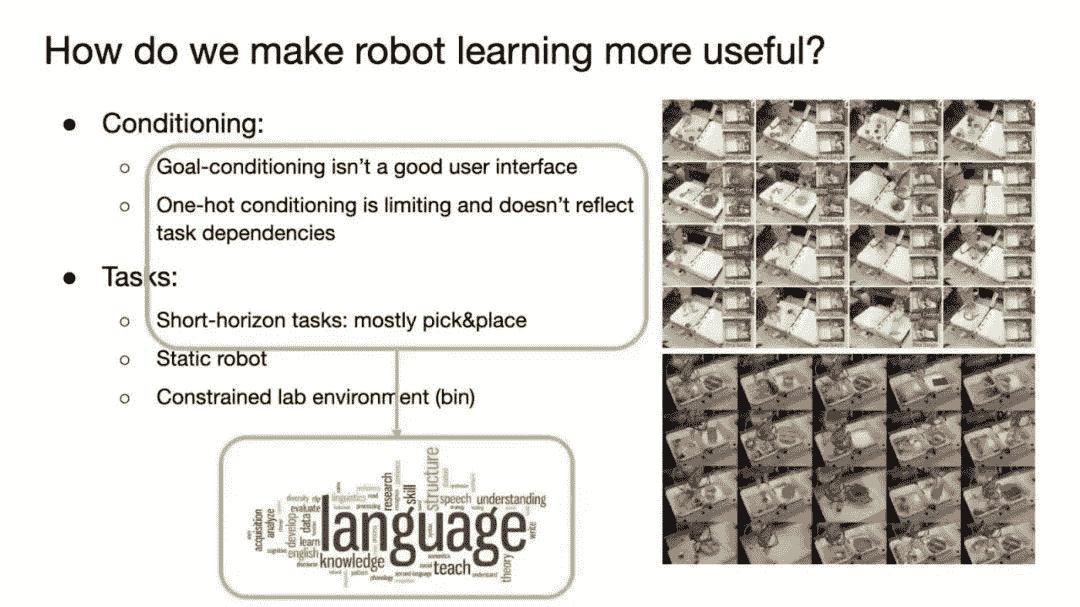 How do we make robot learning more useful?
● Conditioning:
○ Goal-conditioning isn't a good user interface
○ One-hot conditioning is limiting and doesn't reflect
task dependencies
● Tasks:
○ Short-horizon tasks: mostly pick&place
○ Static robot
○ Constrained lab environment (bin)
language
structure
research
skill
speech
understanding
linguistics
diversity
nlp
evaluate
acquisition
analyze
develop
data
learn
english
knowledge
teach
theory
write